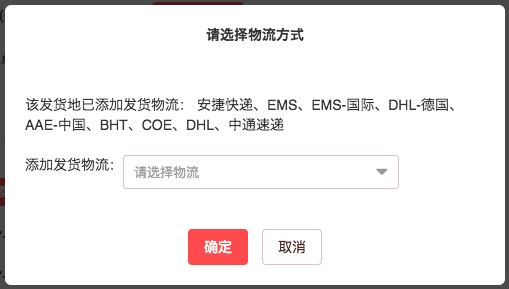 请选择物流方式
该发货地已添加发货物流： 安捷快递、EMS、EMS-国际、DHL-德国、
AAE-中国、BHT、COE、DHL、中通速递
添加发货物流： 请选择物流
确定 取消